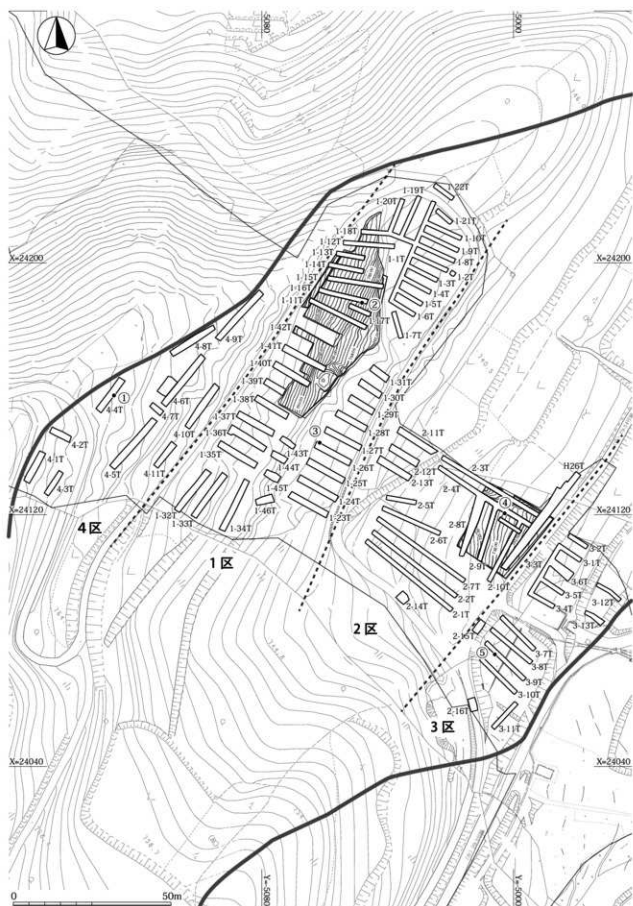 Y=-5080
Y=-5000
X=24200
X=24200
1-22T
1-19T
1-20T
1-21T
1-18T
1-10T
1-12T
1-9T
1-13T
1-8T
1-14T
1-1T
1-2T
1-15T
1-3T
1-16T
1-4T
1-11T
1-5T
②
1-17T
1-6T
1-7T
1-42T
4-9T
4-8T
1-41T
1-40T
1-31T
1-39T
1-30T
4-6T
①
1-38T
1-29T
4-4T
4-7T
1-37T
③
1-28T
2-11T
4-10T
1-36T
1-27T
4-2T
1-43T
2-3T
H26T
1-35T
1-44T
1-26T
2-12T
4-1T
4-5T
4-11T
1-45T
1-25T
2-13T
2-4T
4-3T
1-46T
1-24T
2-5T
④
X=24120
X=24120
1-32T
1-33T
1-34T
1-23T
2-8T
4区
2-6T
3-2T
3-1T
1区
2-9T
3-3T
3-6T
2-7T
2-10T
3-5T
2-2T
3-4T
3-12T
2-14T
2-1T
3-13T
2区
2-15T
3-7T
⑤
3-8T
3-9T
3-10T
2-16T
3-11T
3区
X=24040
X=24040
0
50m
Y=-5080
Y=-5000